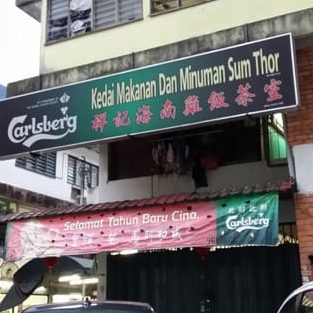 Kedai Makanan Dan Minuman Sum Thor
Carlsberg
祥記海南雞飯茶室
Selamat Tahun Baru Cina.
Carlsberg